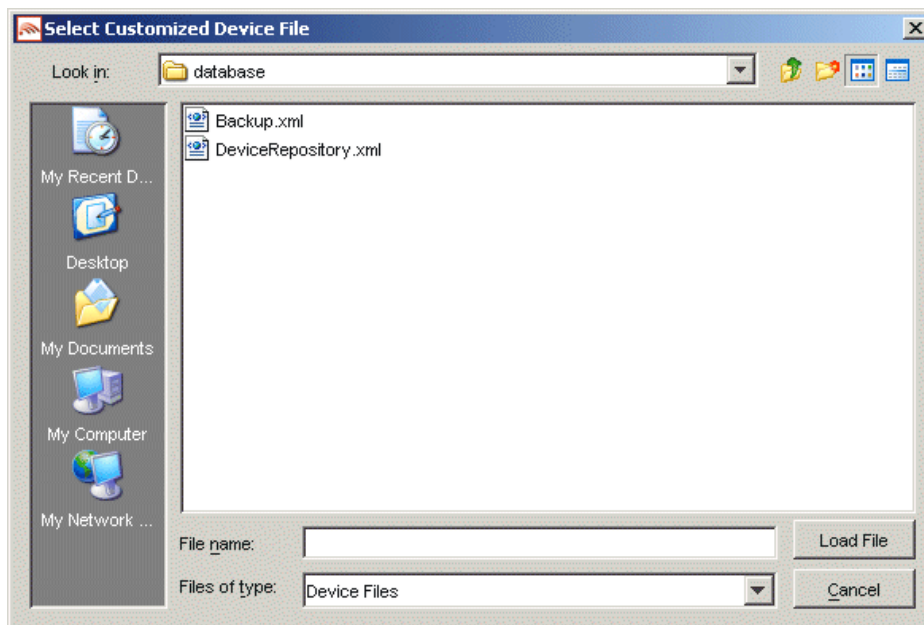 Select Customized Device File
Look in:
database
My Recent D...
Desktop
My Documents
My Computer
My Network ...
Backup.xml
DeviceRepository.xml
File name:
Load File
Files of type:
Device Files
Cancel